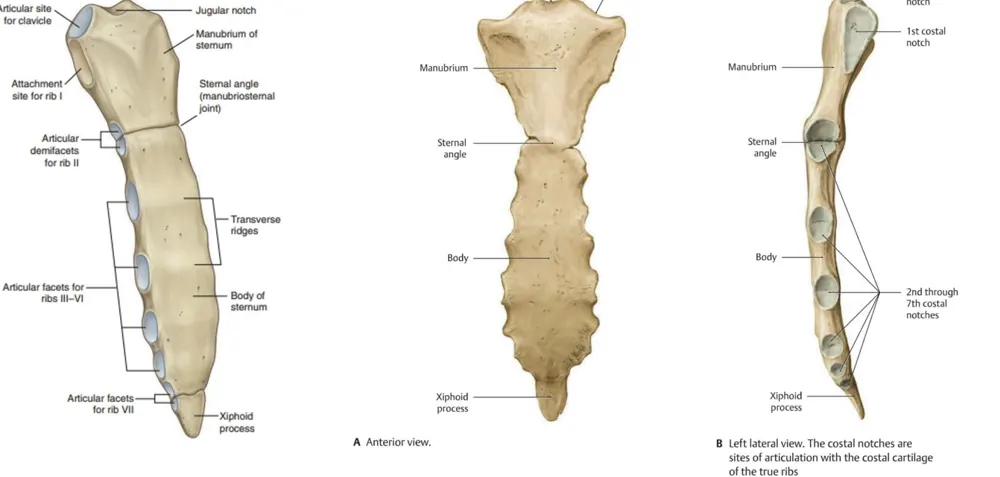 Articular site
for clavicle
Jugular notch
Manubrium of
sternum
Attachment
site for rib I
Sternal angle
(manubriosternal
joint)
Articular
demifacets
for rib II
Transverse
ridges
Articular facets for
ribs III–VI
Body of
sternum
Articular facets
for rib VII
Xiphoid
process
Manubrium
Sternal
angle
Body
Xiphoid
process
A Anterior view.
notch
1st costal
notch
Manubrium
Sternal
angle
Body
2nd through
7th costal
notches
Xiphoid
process
B Left lateral view. The costal notches are
sites of articulation with the costal cartilage
of the true ribs